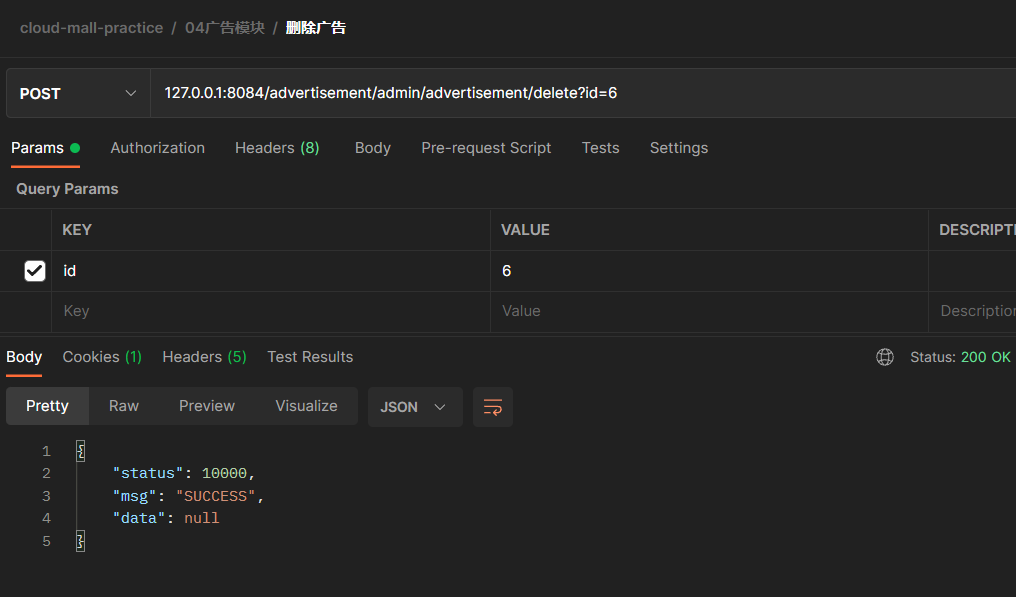 cloud-mall-practice / 04广告模块 / 删除广告
POST 127.0.0.1:8084/advertisement/admin/advertisement/delete?id=6
Params Authorization Headers (8) Body Pre-request Script Tests Settings
Query Params
KEY VALUE DESCRIPTI
id 6
Key Value Description
Body Cookies (1) Headers (5) Test Results Status: 200 OK
Pretty Raw Preview Visualize JSON
1 {
2 "status": 10000,
3 "msg": "SUCCESS",
4 "data": null
5 }